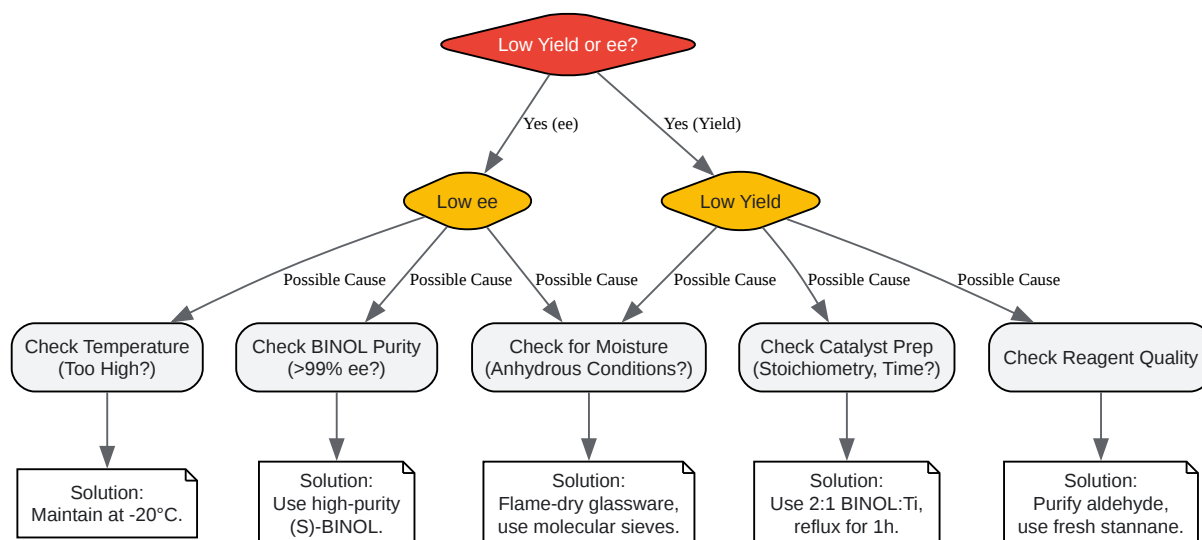 Low Yield or ee?
Yes (ee)
Yes (Yield)
Low ee
Low Yield
Possible Cause
Possible Cause
Possible Cause
Possible Cause
Possible Cause
Possible Cause
Check Temperature
(Too High?)
Check BINOL Purity
(>99% ee?)
Check for Moisture
(Anhydrous Conditions?)
Check Catalyst Prep
(Stoichiometry, Time?)
Check Reagent Quality
Solution:
Maintain at -20°C.
Solution:
Use high-purity
(S)-BINOL.
Solution:
Flame-dry glassware,
use molecular sieves.
Solution:
Use 2:1 BINOL:Ti,
reflux for 1h.
Solution:
Purify aldehyde,
use fresh stannane.